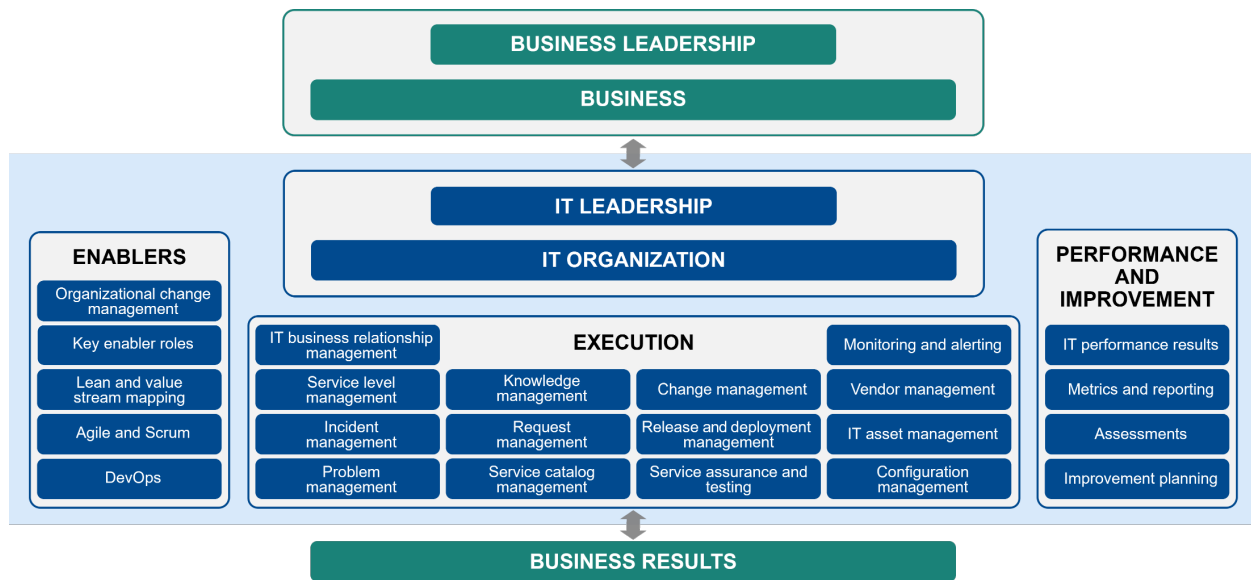 BUSINESS LEADERSHIP
BUSINESS
IT LEADERSHIP
IT ORGANIZATION
ENABLERS
Organizational change
management
Key enabler roles
Lean and value
stream mapping
Agile and Scrum
DevOps
EXECUTION
IT business relationship
management
Service level
management
Incident
management
Problem
management
Knowledge
management
Request
management
Service catalog
management
Change management
Release and deployment
management
Service assurance and
testing
Monitoring and alerting
Vendor management
IT asset management
Configuration
management
PERFORMANCE
AND
IMPROVEMENT
IT performance results
Metrics and reporting
Assessments
Improvement planning
BUSINESS RESULTS